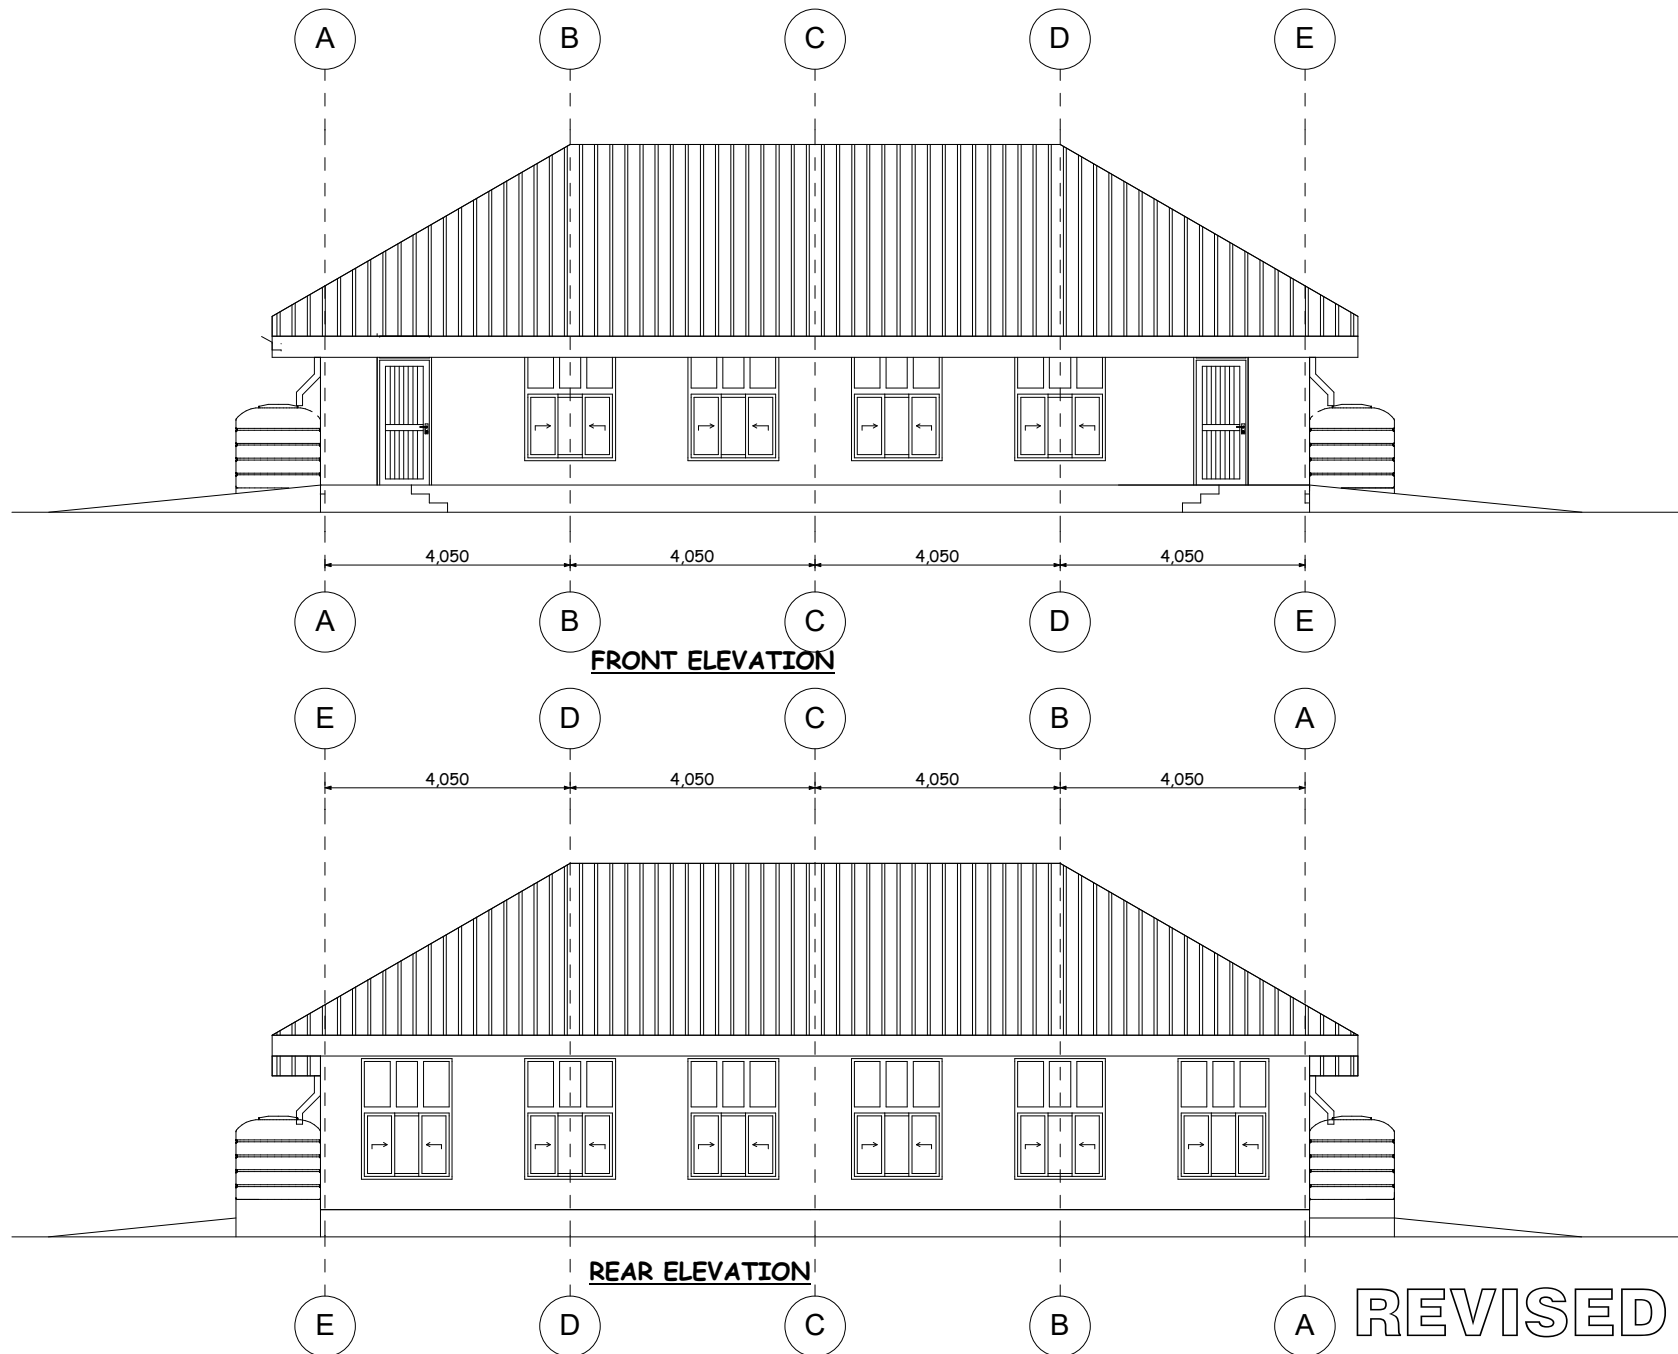 A B C D E
4,050 4,050 4,050 4,050
A B C D E
FRONT ELEVATION
E D C B A
4,050 4,050 4,050 4,050
REAR ELEVATION
E D C B A
REVISED